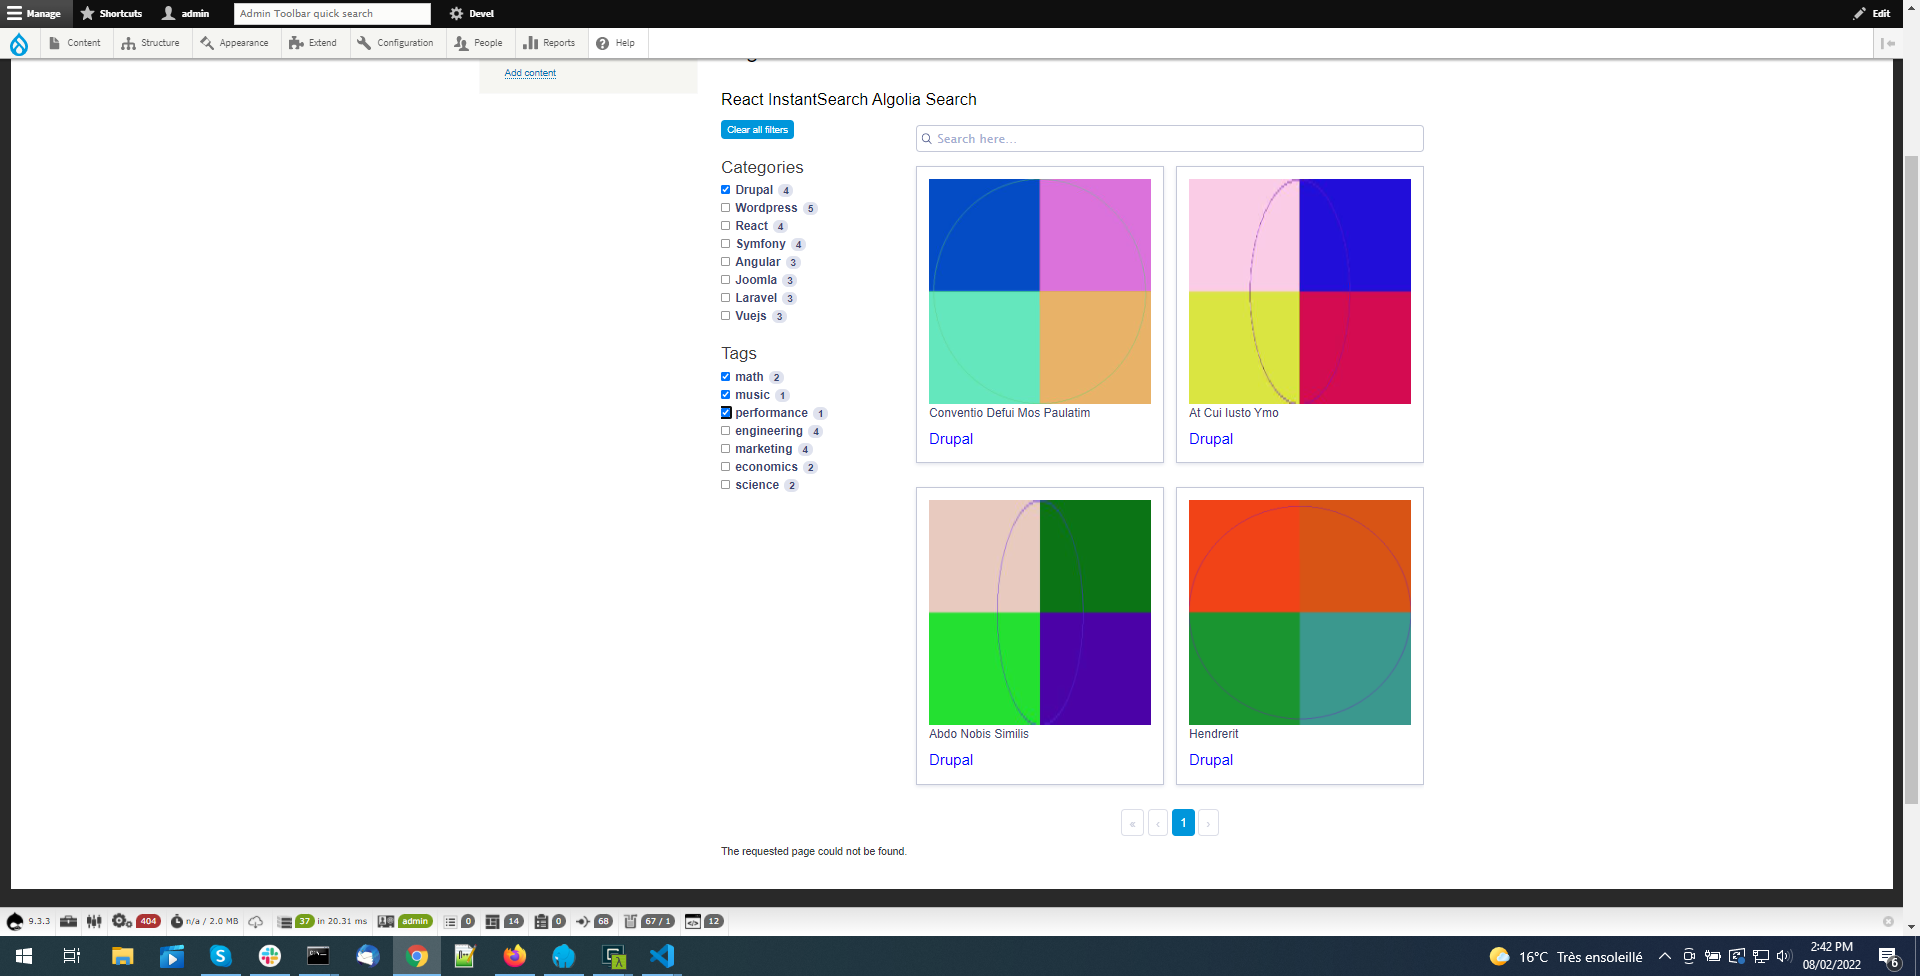 Manage
Shortcuts
admin
Admin Toolbar quick search
Devel
Edit
Content
Structure
Appearance
Extend
Configuration
People
Reports
Help
Add content
React InstantSearch Algolia Search
Clear all filters
Search here...
Categories
Drupal 4
Wordpress 5
React 4
Symfony 4
Angular 3
Joomla 3
Laravel 3
Vuejs 3
Tags
math 2
music 1
performance 1
engineering 4
marketing 4
economics 2
science 2
Conventio Defui Mos Paulatim
Drupal
At Cui Iusto Ymo
Drupal
Abdo Nobis Similis
Drupal
Hendrerit
Drupal
« ‹ 1 ›
The requested page could not be found.
9.3.3
404
n/a / 2.0 MB
37 in 20.31 ms
admin
0
14
0
68
67 / 1
12
16°C Très ensoleillé
2:42 PM
08/02/2022
6